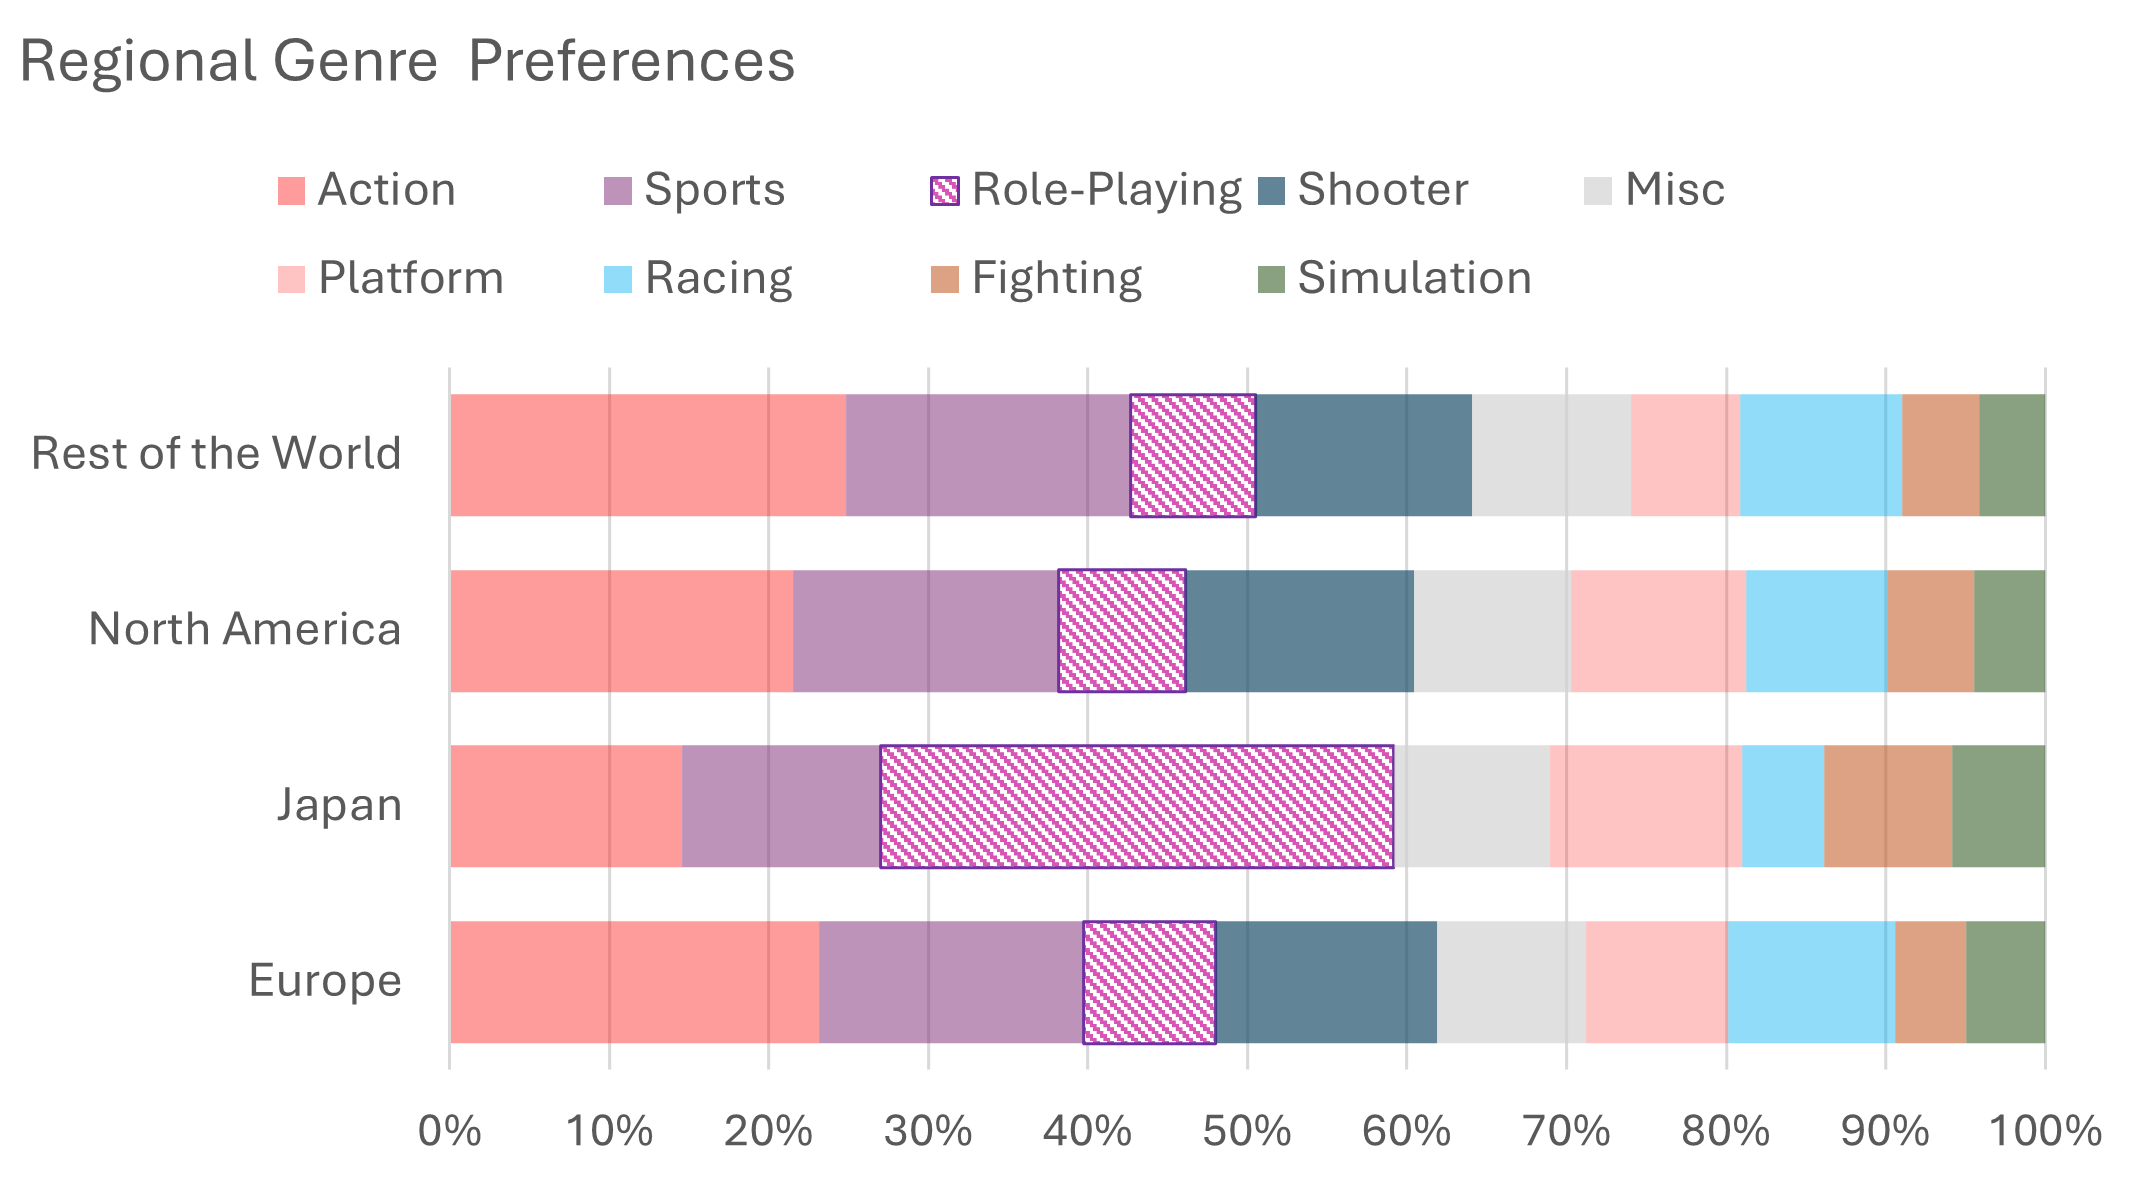 Regional Genre  Preferences
Action Sports Role-Playing Shooter Misc
Platform Racing Fighting Simulation
Rest of the World
North America
Japan
Europe
0% 10% 20% 30% 40% 50% 60% 70% 80% 90% 100%